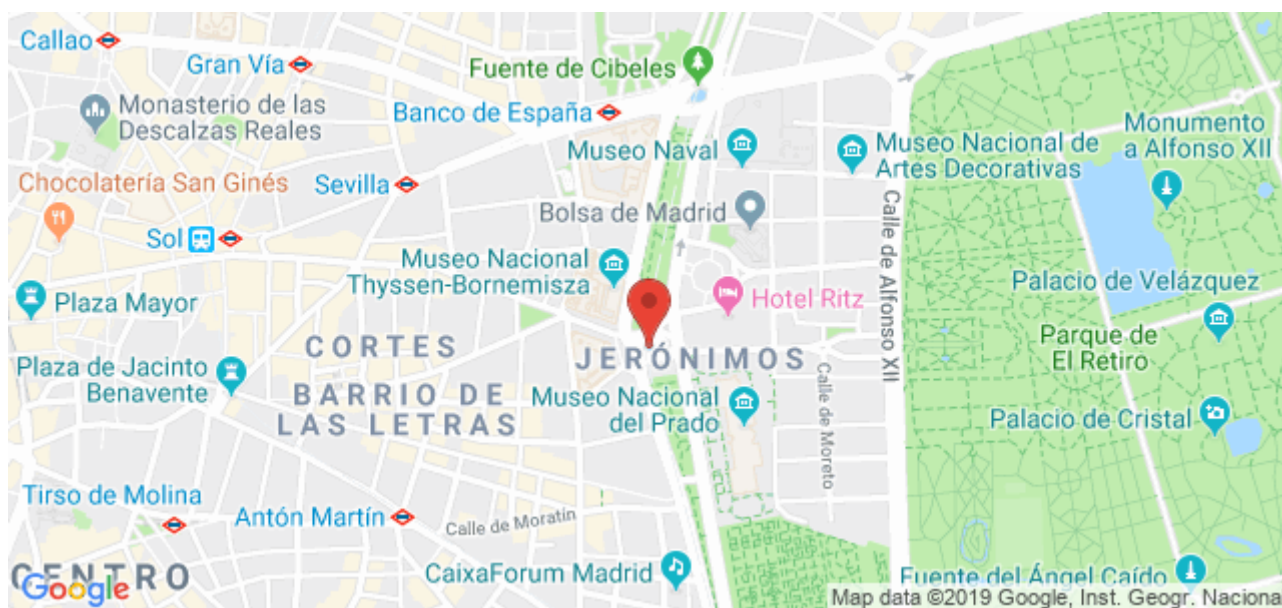 Callao
Gran Vía
Fuente de Cibeles
Monasterio de las
Descalzas Reales
Banco de España
Museo Naval
Museo Nacional de
Artes Decorativas
Monumento
a Alfonso XII
Chocolatería San Ginés
Sevilla
Bolsa de Madrid
Calle de Alfonso XII
Sol
Museo Nacional
Thyssen-Bornemisza
Hotel Ritz
Palacio de Velázquez
Plaza Mayor
Parque de
El Retiro
CORTES
JERÓNIMOS
Plaza de Jacinto
Benavente
BARRIO DE
LAS LETRAS
Museo Nacional
del Prado
Calle de Moreto
Palacio de Cristal
Tirso de Molina
Antón Martín
Calle de Moratín
CENTRO
Google
CaixaForum Madrid
Fuente del Ángel Caído
Map data ©2019 Google, Inst. Geogr. Naciona